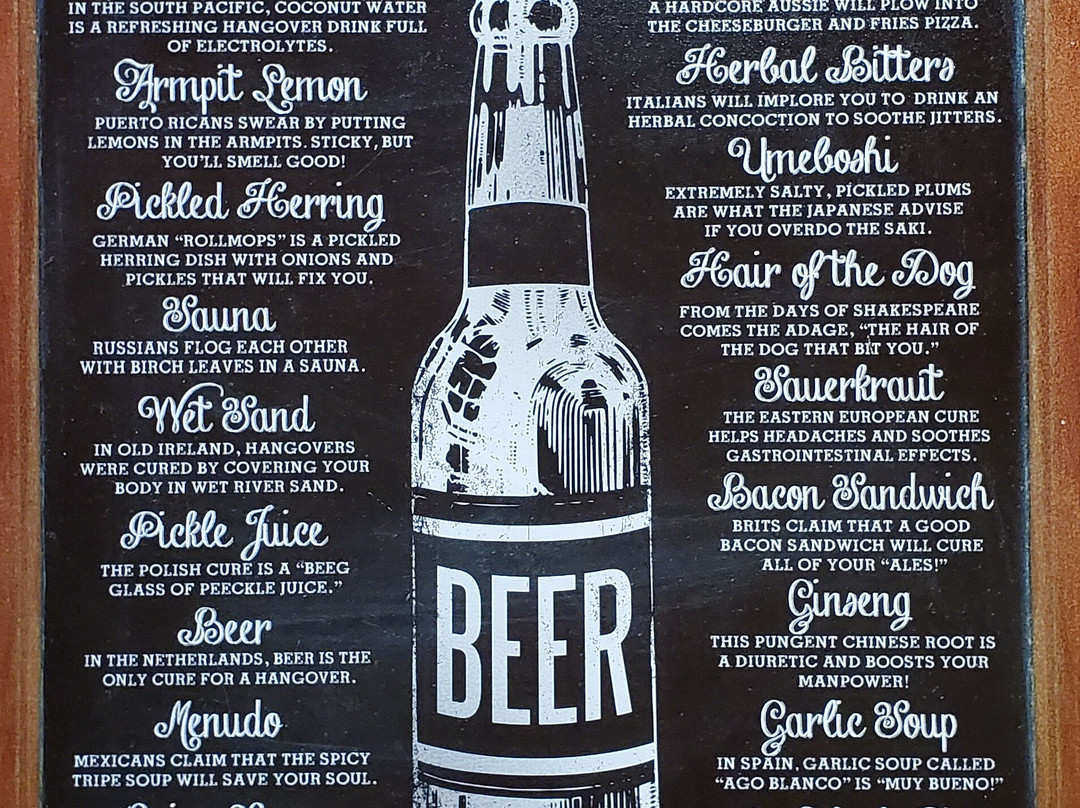 IN THE SOUTH PACIFIC, COCONUT WATER
IS A REFRESHING HANGOVER DRINK FULL
OF ELECTROLYTES.
Armpit Lemon
PUERTO RICANS SWEAR BY PUTTING
LEMONS IN THE ARMPITS. STICKY, BUT
YOU'LL SMELL GOOD!
Pickled Herring
GERMAN “ROLLMOPS” IS A PICKLED
HERRING DISH WITH ONIONS AND
PICKLES THAT WILL FIX YOU.
Sauna
RUSSIANS FLOG EACH OTHER
WITH BIRCH LEAVES IN A SAUNA.
Wet Sand
IN OLD IRELAND, HANGOVERS
WERE CURED BY COVERING YOUR
BODY IN WET RIVER SAND.
Pickle Juice
THE POLISH CURE IS A “BEEG
GLASS OF PEECKLE JUICE.”
Beer
IN THE NETHERLANDS, BEER IS THE
ONLY CURE FOR A HANGOVER.
Menudo
MEXICANS CLAIM THAT THE SPICY
TRIPE SOUP WILL SAVE YOUR SOUL.
BEER
A HARDCORE AUSSIE WILL PLOW INTO
THE CHEESEBURGER AND FRIES PIZZA.
Herbal Bitters
ITALIANS WILL IMPLORE YOU TO DRINK AN
HERBAL CONCOCTION TO SOOTHE JITTERS.
Umeboshi
EXTREMELY SALTY, PICKLED PLUMS
ARE WHAT THE JAPANESE ADVISE
IF YOU OVERDO THE SAKI.
Hair of the Dog
FROM THE DAYS OF SHAKESPEARE
COMES THE ADAGE, “THE HAIR OF
THE DOG THAT BIT YOU.”
Sauerkraut
THE EASTERN EUROPEAN CURE
HELPS HEADACHES AND SOOTHES
GASTROINTESTINAL EFFECTS.
Bacon Sandwich
BRITS CLAIM THAT A GOOD
BACON SANDWICH WILL CURE
ALL OF YOUR “ALES!”
Ginseng
THIS PUNGENT CHINESE ROOT IS
A DIURETIC AND BOOSTS YOUR
MANPOWER!
Garlic Soup
IN SPAIN, GARLIC SOUP CALLED
“AGO BLANCO” IS “MUY BUENO!”